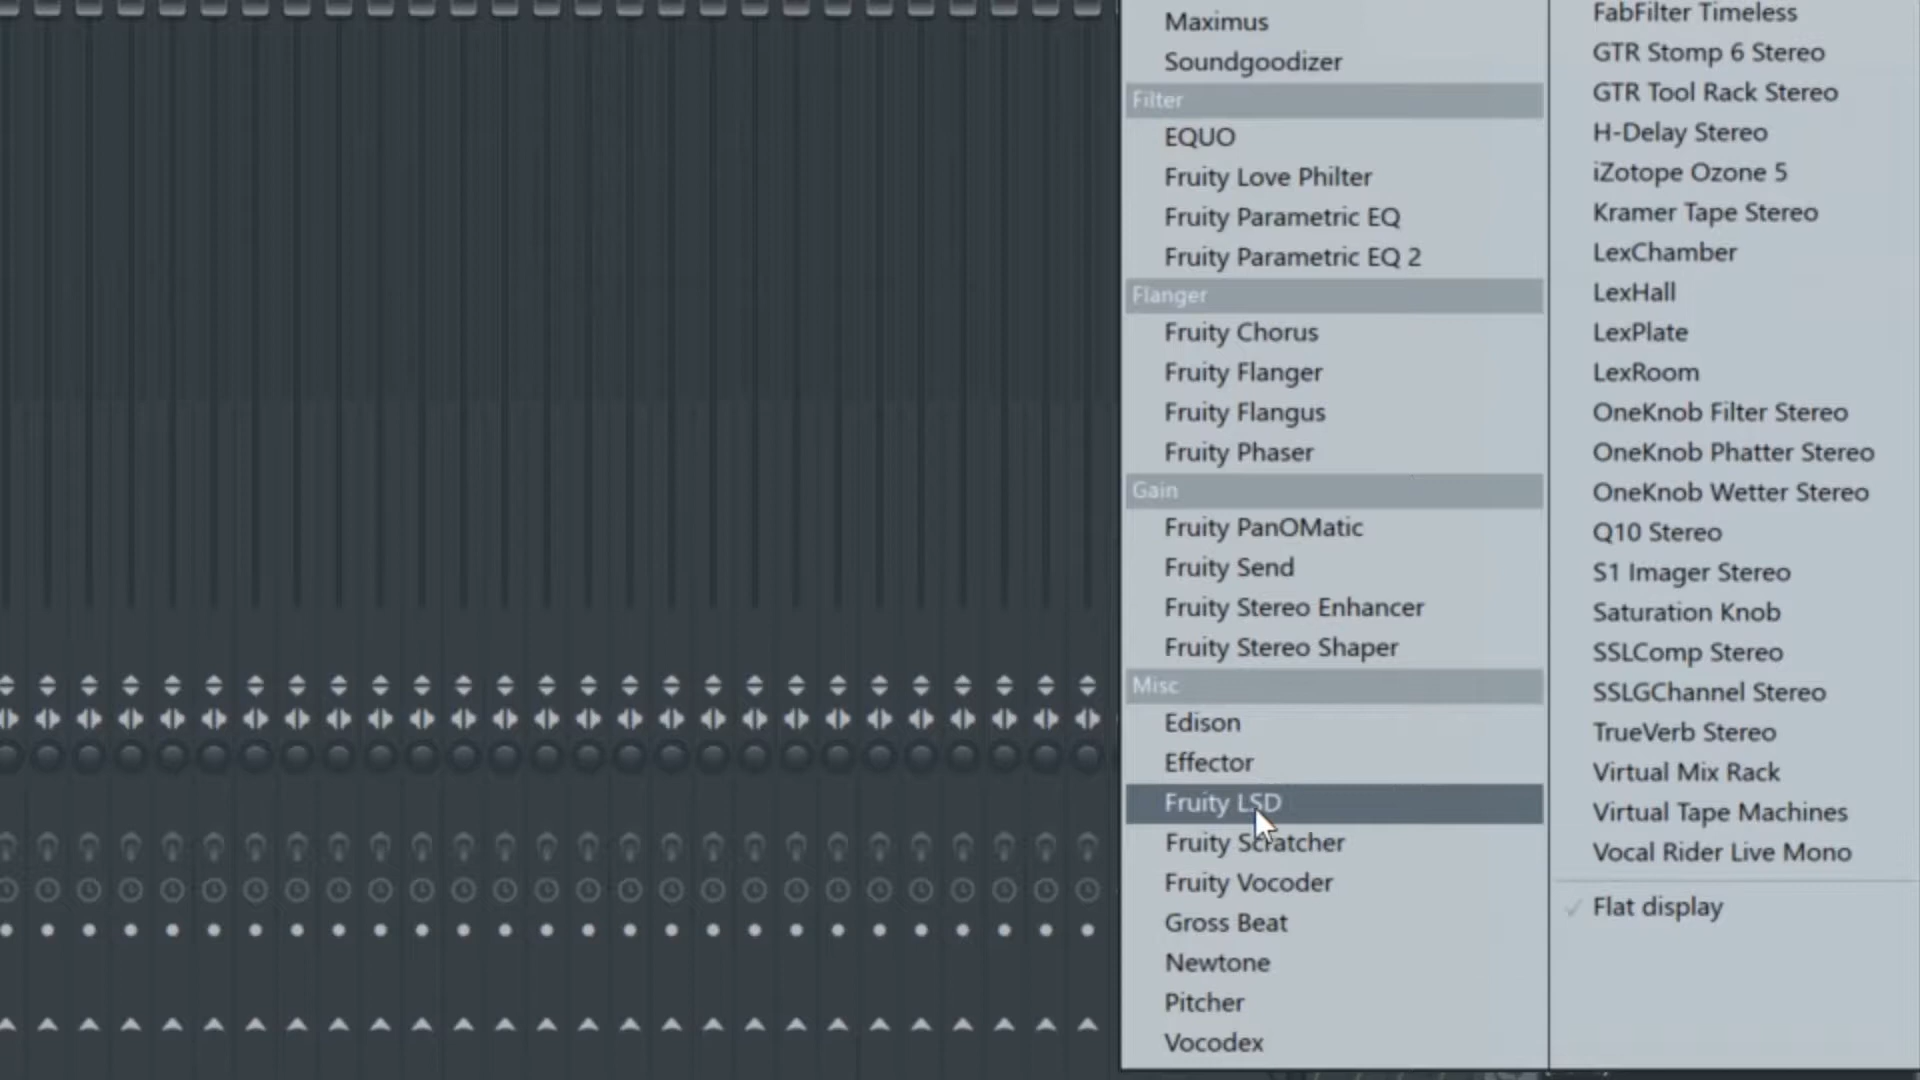 Maximus
Soundgoodizer
Filter
EQUO
Fruity Love Philter
Fruity Parametric EQ
Fruity Parametric EQ 2
Flanger
Fruity Chorus
Fruity Flanger
Fruity Flangus
Fruity Phaser
Gain
Fruity PanOMatic
Fruity Send
Fruity Stereo Enhancer
Fruity Stereo Shaper
Misc
Edison
Effector
Fruity LSD
Fruity Scratcher
Fruity Vocoder
Gross Beat
Newtone
Pitcher
Vocodex
FabFilter Timeless
GTR Stomp 6 Stereo
GTR Tool Rack Stereo
H-Delay Stereo
iZotope Ozone 5
Kramer Tape Stereo
LexChamber
LexHall
LexPlate
LexRoom
OneKnob Filter Stereo
OneKnob Phatter Stereo
OneKnob Wetter Stereo
Q10 Stereo
S1 Imager Stereo
Saturation Knob
SSLComp Stereo
SSLGChannel Stereo
TrueVerb Stereo
Virtual Mix Rack
Virtual Tape Machines
Vocal Rider Live Mono
Flat display